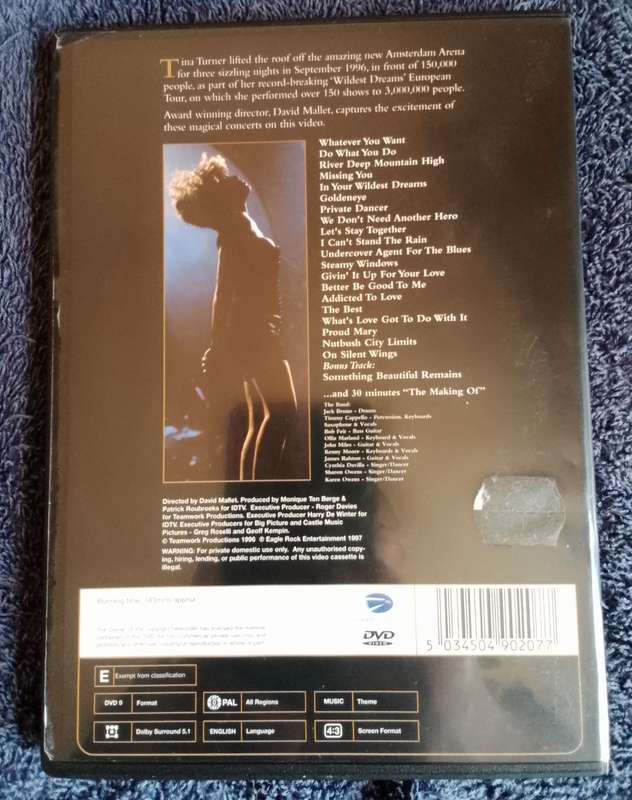 Tina Turner lifted the roof off the amazing new Amsterdam Arena
for three sizzling nights in September 1996, in front of 150,000
people, as part of her record-breaking 'Wildest Dreams' European
Tour, on which she performed over 150 shows to 3,000,000 people.
Award winning director, David Mallet, captures the excitement of
these magical concerts on this video.
Whatever You Want
Do What You Do
River Deep Mountain High
Missing You
In Your Wildest Dreams
Goldeneye
Private Dancer
We Don't Need Another Hero
Let's Stay Together
I Can't Stand The Rain
Undercover Agent For The Blues
Steamy Windows
Givin' It Up For Your Love
Better Be Good To Me
Addicted To Love
The Best
What's Love Got To Do With It
Proud Mary
Nutbush City Limits
On Silent Wings
Bonus Track:
Something Beautiful Remains
...and 30 minutes "The Making Of"
The Band:
Jack Bruno - Drums
Timmy Cappello - Percussion, Keyboards
Saxophone & Vocals
Bob Feit - Bass Guitar
Ollie Marland - Keyboard & Vocals
John Miles - Guitar & Vocals
Kenny Moore - Keyboard & Vocals
James Ralston - Guitar & Vocals
Cynthia Davila - Singer/Dancer
Sharon Owens - Singer/Dancer
Karen Owens - Singer/Dancer
Directed by David Mallet. Produced by Monique Ten Berge &
Patrick Roubroeks for IDTV. Executive Producer - Roger Davies
for Teamwork Productions. Executive Producer Harry De Winter for
IDTV. Executive Producers for Big Picture and Castle Music
Pictures - Greg Roselli and Geoff Kempin.
© Teamwork Productions 1996 ℗ Eagle Rock Entertainment 1997
WARNING: For private domestic use only. Any unauthorised copy-
ing, hiring, lending, or public performance of this video cassette is
illegal.
Running time: 143mins approx
DVD
VIDEO
5 034504 902077
E Exempt from classification
DVD 9 Format
PAL All Regions
MUSIC Theme
Dolby Surround 5.1
ENGLISH Language
4:3 Screen Format